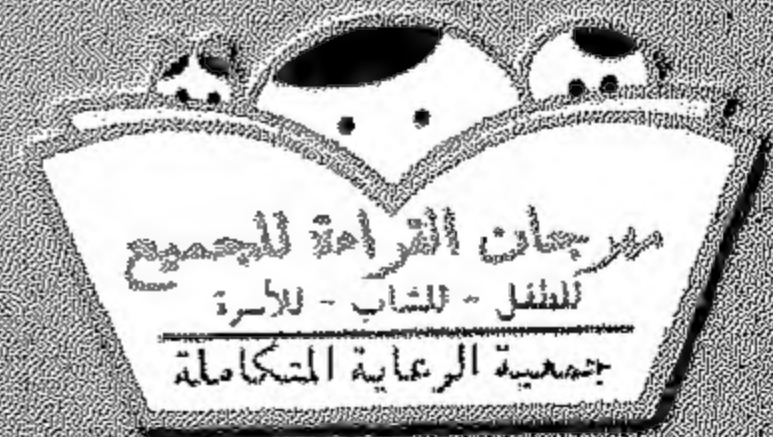 مهرجان القراءة للجميع
للطفل - للشاب - للأسرة
جمعية الرعاية المتكاملة